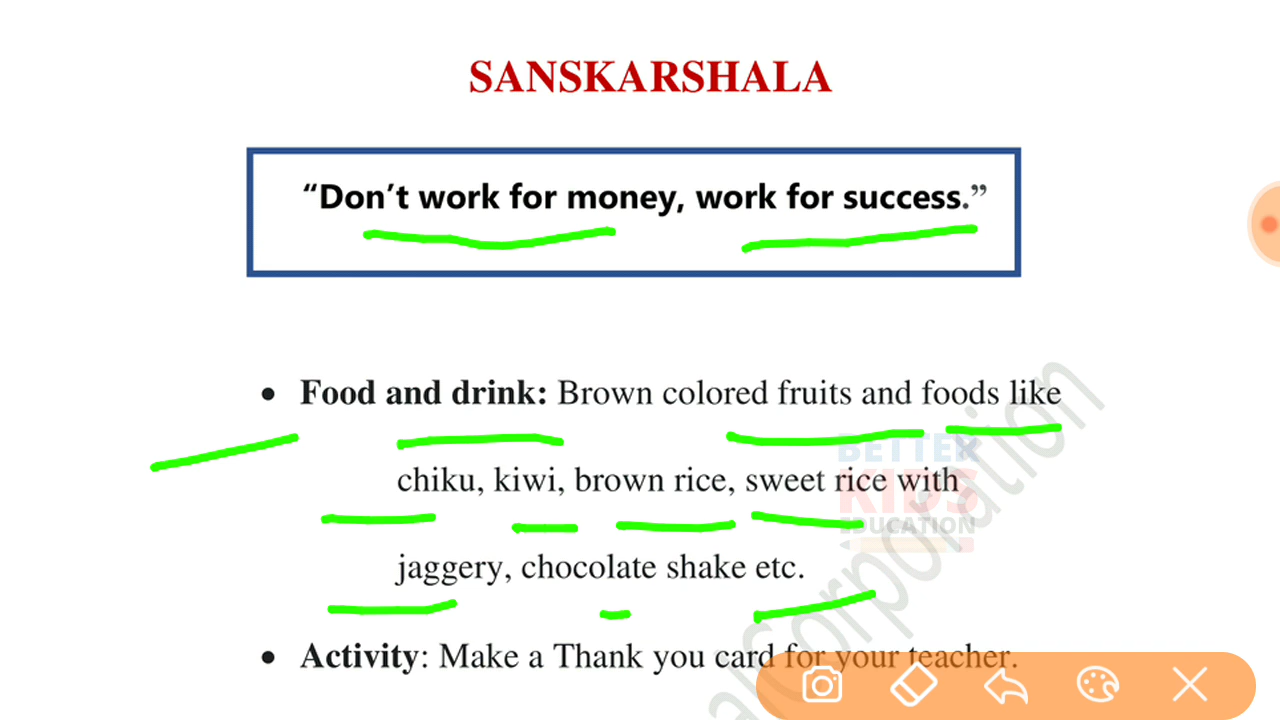 SANSKARSHALA
“Don’t work for money, work for success.”
• Food and drink: Brown colored fruits and foods like
chiku, kiwi, brown rice, sweet rice with
jaggery, chocolate shake etc.
• Activity: Make a Thank you card for your teacher.
BETTER
KIDS
EDUCATION
Corporation